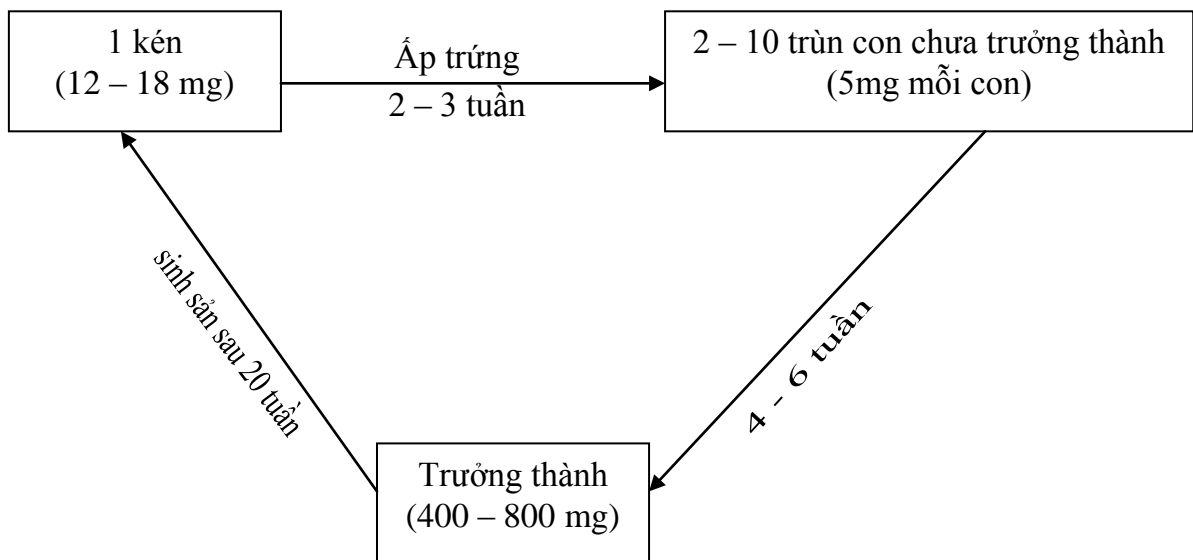 1 kén
(12 – 18 mg)
Ấp trứng
2 – 3 tuần
2 – 10 trùn con chưa trưởng thành
(5mg mỗi con)
4 - 6 tuần
Trưởng thành
(400 – 800 mg)
sinh sản sau 20 tuần